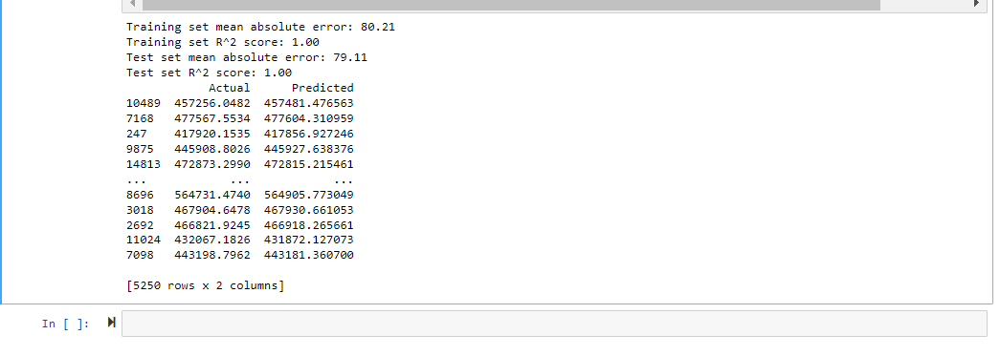 Training set mean absolute error: 80.21
Training set R^2 score: 1.00
Test set mean absolute error: 79.11
Test set R^2 score: 1.00
Actual Predicted
10489 457256.0482 457481.476563
7168 477567.5534 477604.310959
247 417920.1535 417856.927246
9875 445908.8026 445927.638376
14813 472873.2990 472815.215461
... ... ...
8696 564731.4740 564905.773049
3018 467904.6478 467930.661053
2692 466821.9245 466918.265661
11024 432067.1826 431872.127073
7098 443198.7962 443181.360700
[5250 rows x 2 columns]
In [ ]: